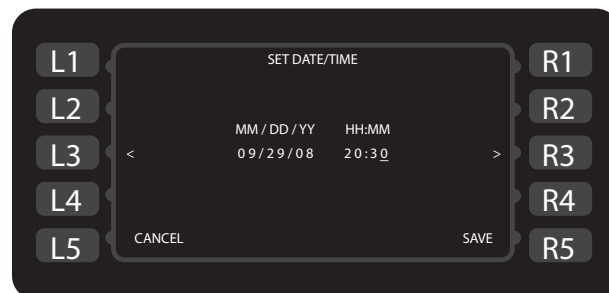 SET DATE/TIME
L1
R1
L2
R2
MM / DD / YY HH:MM
L3
< 09/29/08 20:30 >
R3
L4
R4
L5
CANCEL SAVE
R5